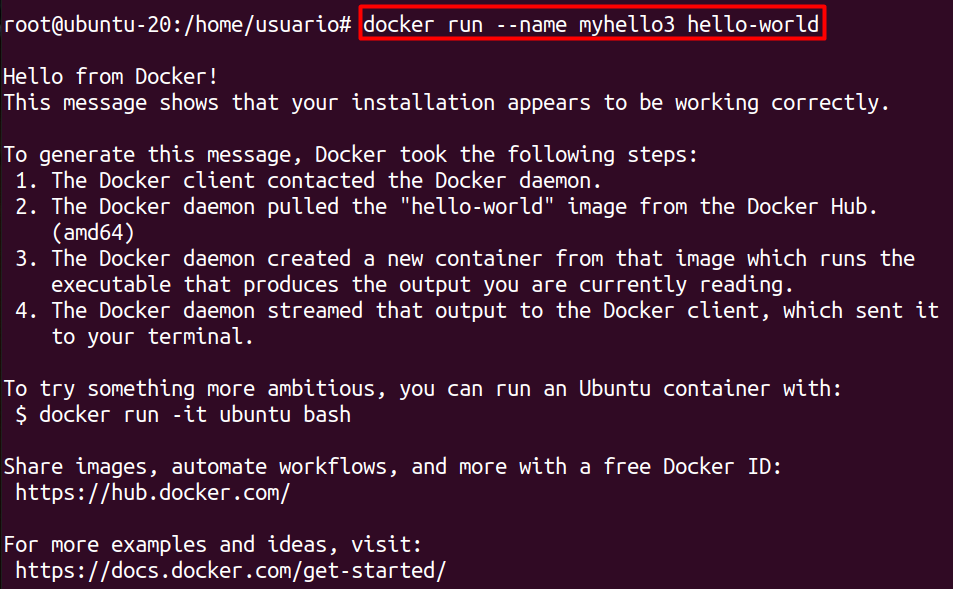 root@ubuntu-20:/home/usuario# docker run --name myhello3 hello-world
Hello from Docker!
This message shows that your installation appears to be working correctly.
To generate this message, Docker took the following steps:
1. The Docker client contacted the Docker daemon.
2. The Docker daemon pulled the "hello-world" image from the Docker Hub.
(amd64)
3. The Docker daemon created a new container from that image which runs the
executable that produces the output you are currently reading.
4. The Docker daemon streamed that output to the Docker client, which sent it
to your terminal.
To try something more ambitious, you can run an Ubuntu container with:
$ docker run -it ubuntu bash
Share images, automate workflows, and more with a free Docker ID:
https://hub.docker.com/
For more examples and ideas, visit:
https://docs.docker.com/get-started/